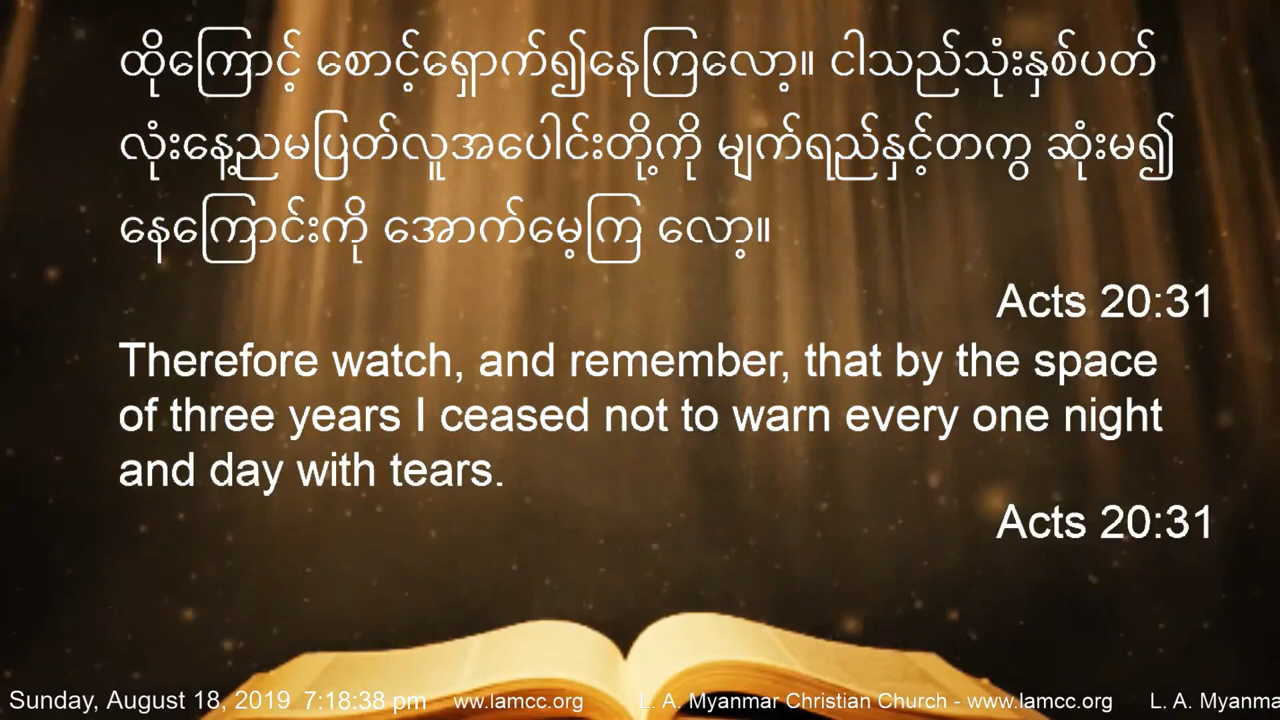 ထို့ကြောင့် စောင့်ရှောက်၍နေကြလော့။ ငါသည်သုံးနှစ်ပတ်
လုံးနေ့ညမပြတ်လူအပေါင်းတို့ကို မျက်ရည်နှင့်တကွ ဆုံးမ၍
နေကြောင်းကို အောက်မေ့ကြ လော့။
Acts 20:31
Therefore watch, and remember, that by the space
of three years I ceased not to warn every one night
and day with tears.
Acts 20:31
Sunday, August 18, 2019 7:18:38 pm ww.lamcc.org L. A. Myanmar Christian Church - www.lamcc.org L. A. Myanma